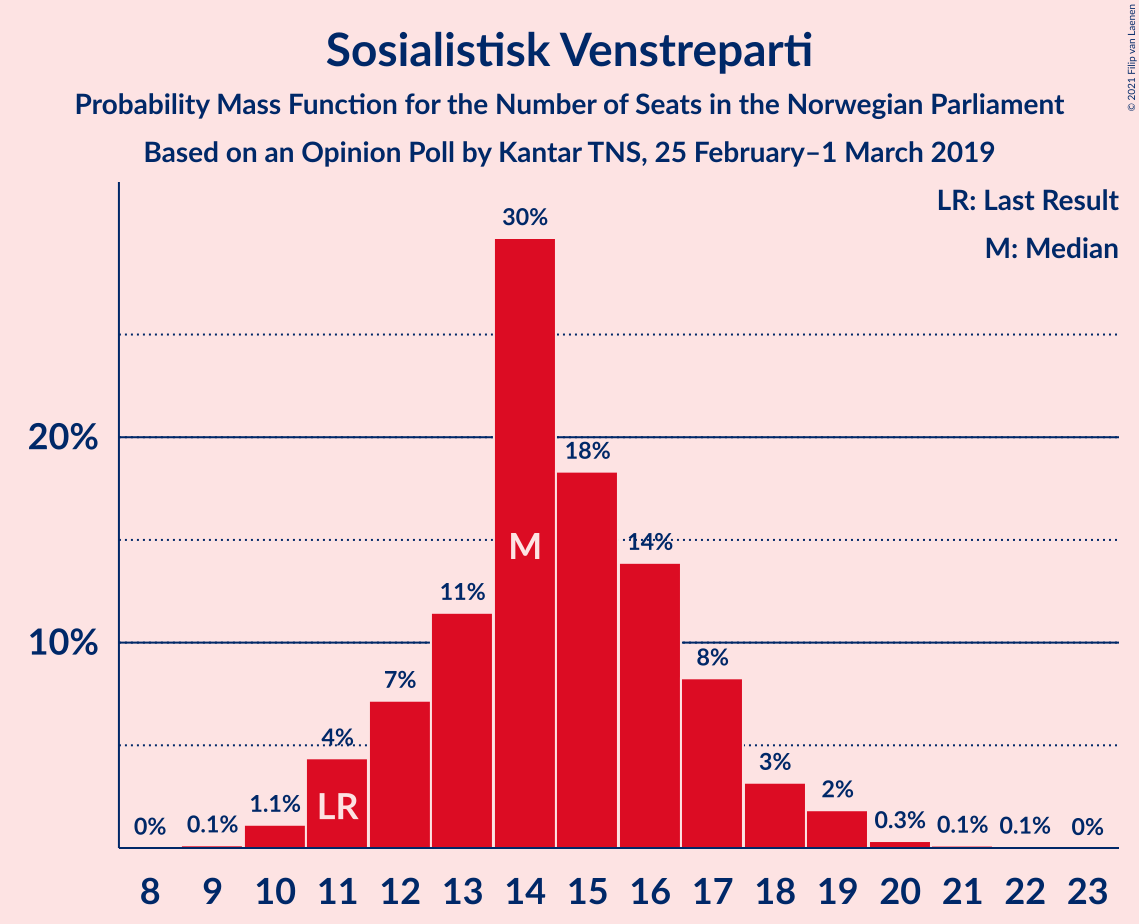 Sosialistisk Venstreparti
Probability Mass Function for the Number of Seats in the Norwegian Parliament
Based on an Opinion Poll by Kantar TNS, 25 February–1 March 2019
© 2021 Filip van Laenen
LR: Last Result
M: Median
30%
20%
18%
M
14%
11%
10%
8%
7%
4%
3%
2%
LR
1.1%
0% 0.1% 0.3% 0.1% 0.1% 0%
8 9 10 11 12 13 14 15 16 17 18 19 20 21 22 23